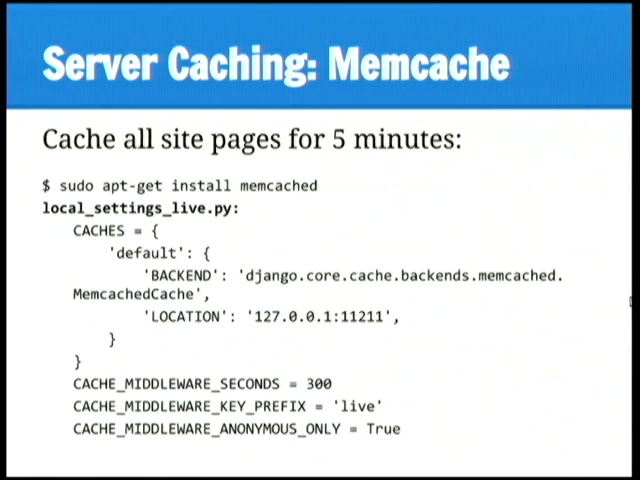 Server Caching: Memcache
Cache all site pages for 5 minutes:
$ sudo apt-get install memcached
local_settings_live.py:
CACHES = {
'default': {
'BACKEND': 'django.core.cache.backends.memcached.
MemcachedCache',
'LOCATION': '127.0.0.1:11211',
}
}
CACHE_MIDDLEWARE_SECONDS = 300
CACHE_MIDDLEWARE_KEY_PREFIX = 'live'
CACHE_MIDDLEWARE_ANONYMOUS_ONLY = True